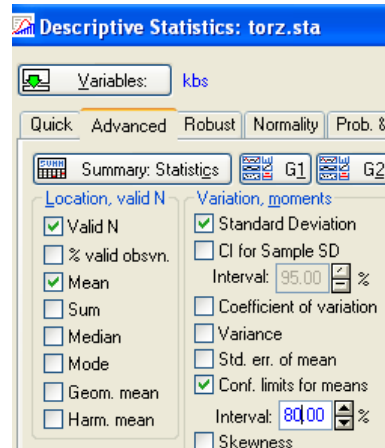 Descriptive Statistics: torz.sta
Variables: kbs
Quick Advanced Robust Normality Prob. &
Summary: Statistics G1 G2
Location, valid N
Valid N
% valid obsvn.
Mean
Sum
Median
Mode
Geom. mean
Harm. mean
Variation, moments
Standard Deviation
CI for Sample SD
Interval: 95.00 %
Coefficient of variation
Variance
Std. err. of mean
Conf. limits for means
Interval: 80.00 %
Skewness